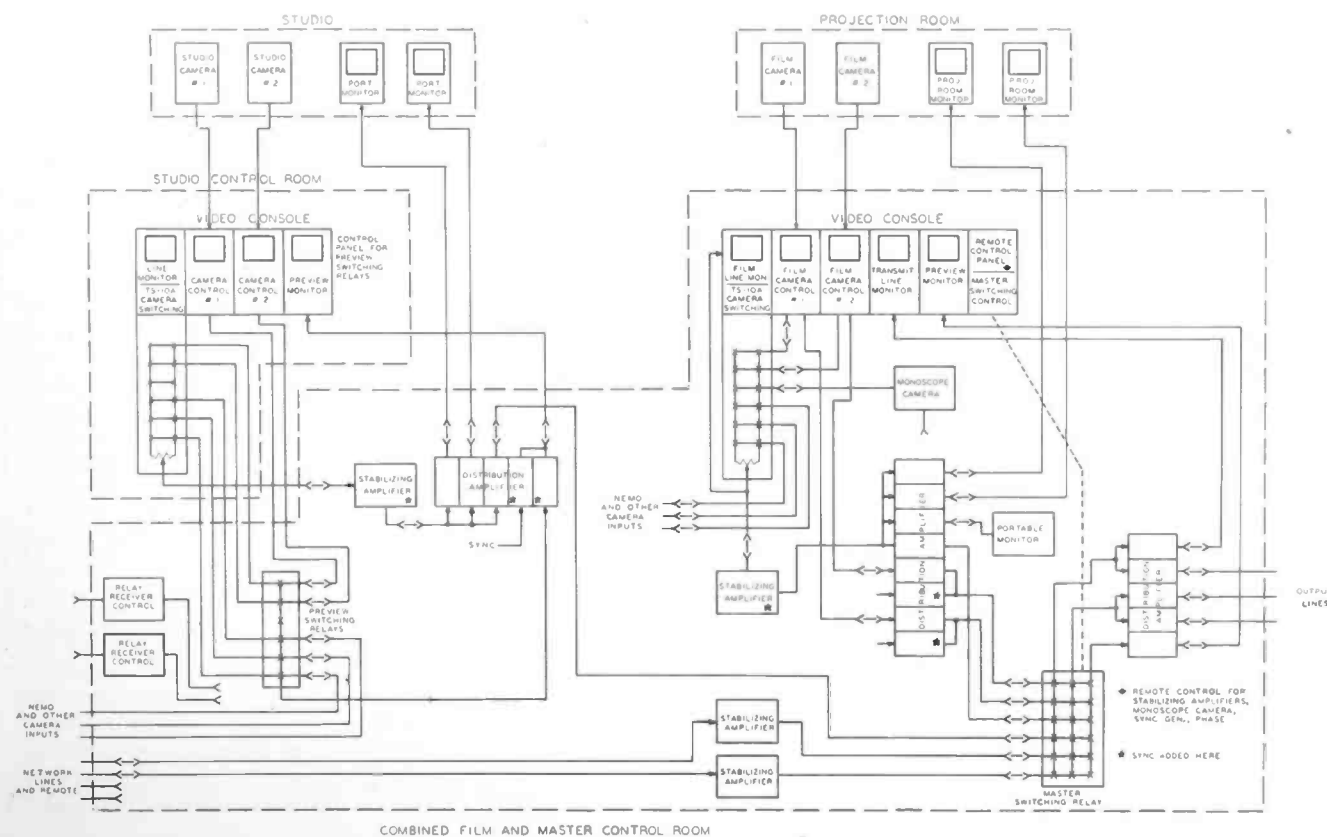 STUDIO
STUDIO
CAMERA
# 1
STUDIO
CAMERA
# 2
PORT
MONITOR
PORT
MONITOR
PROJECTION ROOM
FILM
CAMERA
# 1
FILM
CAMERA
# 2
PROJ.
ROOM
MONITOR
PROJ.
ROOM
MONITOR
STUDIO CONTROL ROOM
VIDEO CONSOLE
LINE
MONITOR
TS-10A
CAMERA
SWITCHING
CAMERA
CONTROL
# 1
CAMERA
CONTROL
# 2
PREVIEW
MONITOR
CONTROL
PANEL FOR
PREVIEW
SWITCHING
RELAYS
VIDEO CONSOLE
FILM
LINE MON.
TS-10A
CAMERA
SWITCHING
FILM
CAMERA
CONTROL
# 1
FILM
CAMERA
CONTROL
# 2
TRANSMIT
LINE
MONITOR
PREVIEW
MONITOR
REMOTE
CONTROL
PANEL
MASTER
SWITCHING
CONTROL
MONOSCOPE
CAMERA
STABILIZING
AMPLIFIER
DISTRIBUTION
AMPLIFIER
SYNC
NEMO
AND OTHER
CAMERA
INPUTS
STABILIZING
AMPLIFIER
DISTRIBUTION AMPLIFIER
PORTABLE
MONITOR
DISTRIBUTION
AMPLIFIER
OUTPU
LINES
RELAY
RECEIVER
CONTROL
RELAY
RECEIVER
CONTROL
PREVIEW
SWITCHING
RELAYS
NEMO
AND OTHER
CAMERA
INPUTS
NETWORK
LINES
AND REMOTE
STABILIZING
AMPLIFIER
STABILIZING
AMPLIFIER
MASTER
SWITCHING RELAY
◆ REMOTE CONTROL FOR
STABILIZING AMPLIFIERS,
MONOSCOPE CAMERA,
SYNC GEN., PHASE
★ SYNC ADDED HERE
COMBINED FILM AND MASTER CONTROL ROOM